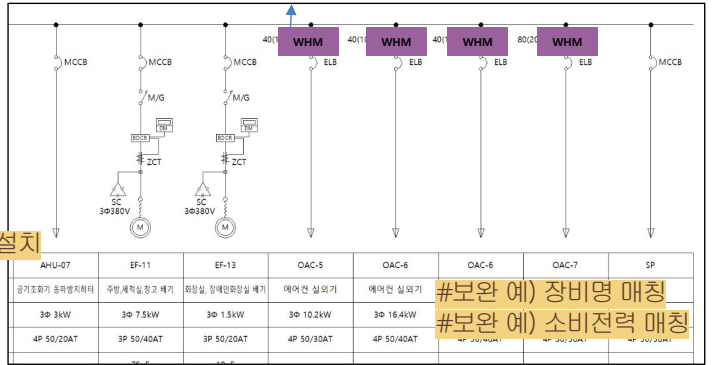 40(1 WHM 40(10 WHM 40(1 WHM 80(20 WHM
MCCB MCCB MCCB ELB ELB ELB ELB MCCB
M/G M/G
DM DM
EOCR EOCR
ZCT ZCT
SC SC
3Φ380V 3Φ380V
M M
설치
AHU-07 EF-11 EF-13 OAC-5 OAC-6 OAC-6 OAC-7 SP
공기조화기 동파방지히터 주방,세척실,창고 배기 화장실, 장애인화장실 배기 에어컨 실외기 에어컨 실외기
#보완 예) 장비명 매칭
3Φ 3kW 3Φ 7.5kW 3Φ 1.5kW 3Φ 10.2kW 3Φ 16.4kW
#보완 예) 소비전력 매칭
4P 50/20AT 3P 50/40AT 3P 50/20AT 4P 50/30AT 4P 50/40AT